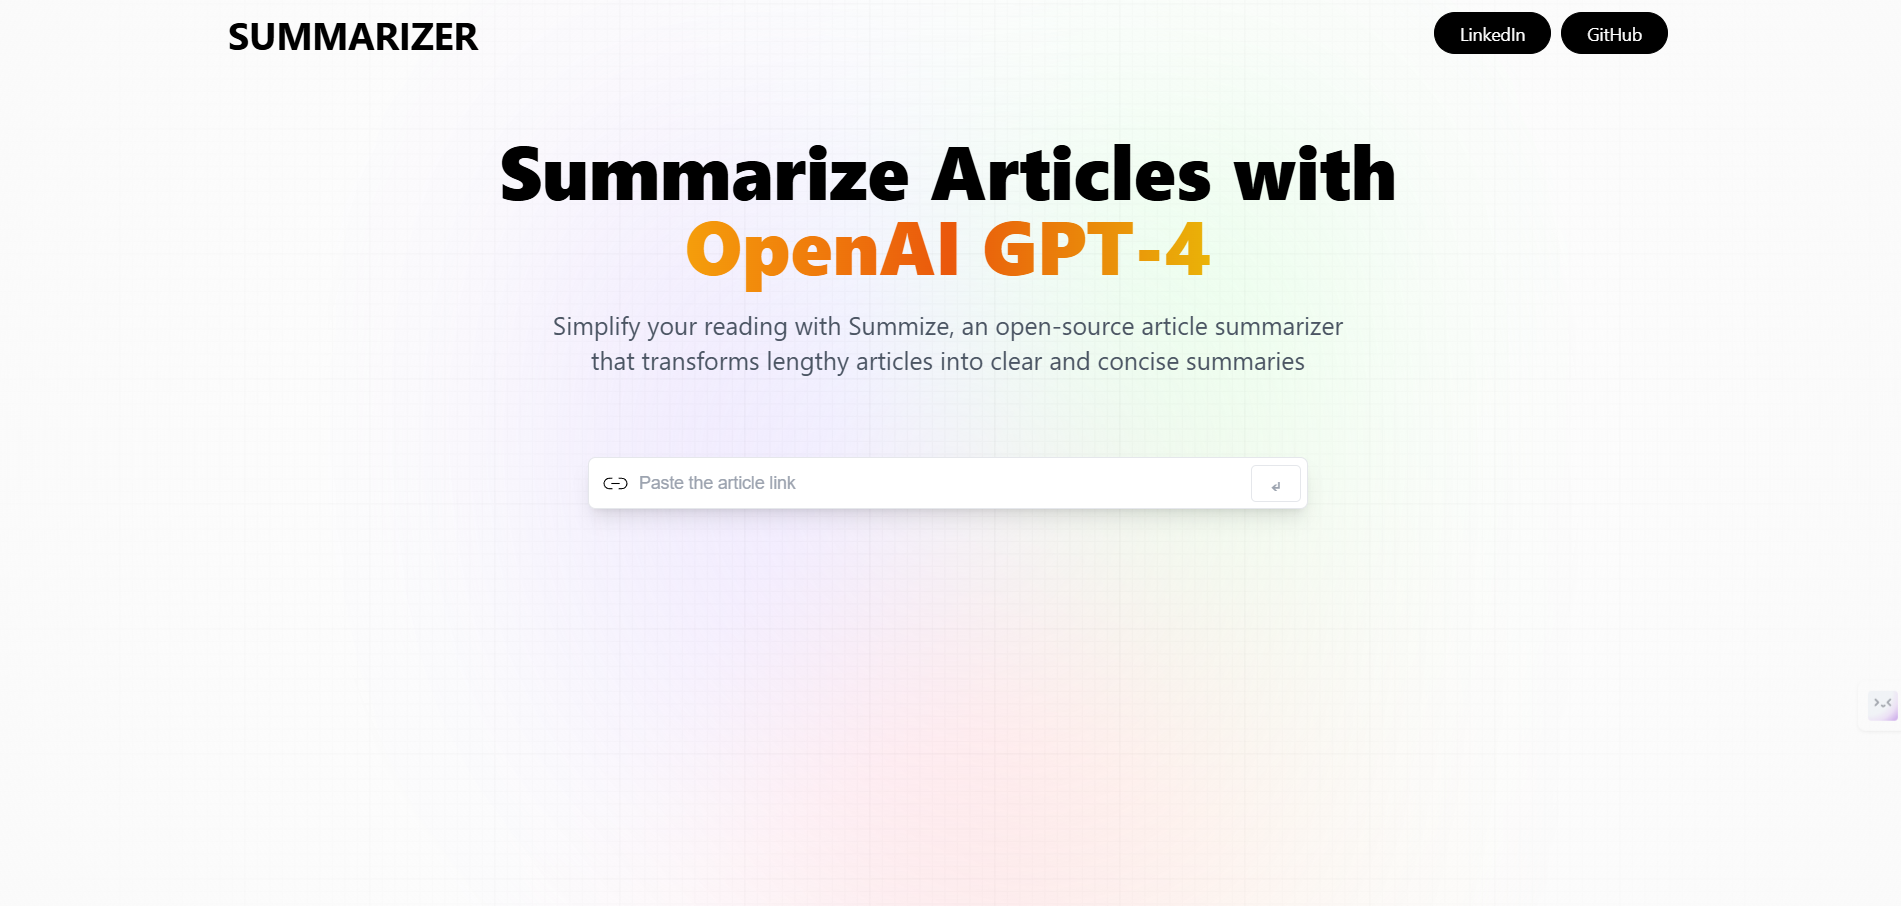 SUMMARIZER
LinkedIn
GitHub
Summarize Articles with
OpenAI GPT-4
Simplify your reading with Summize, an open-source article summarizer
that transforms lengthy articles into clear and concise summaries
Paste the article link